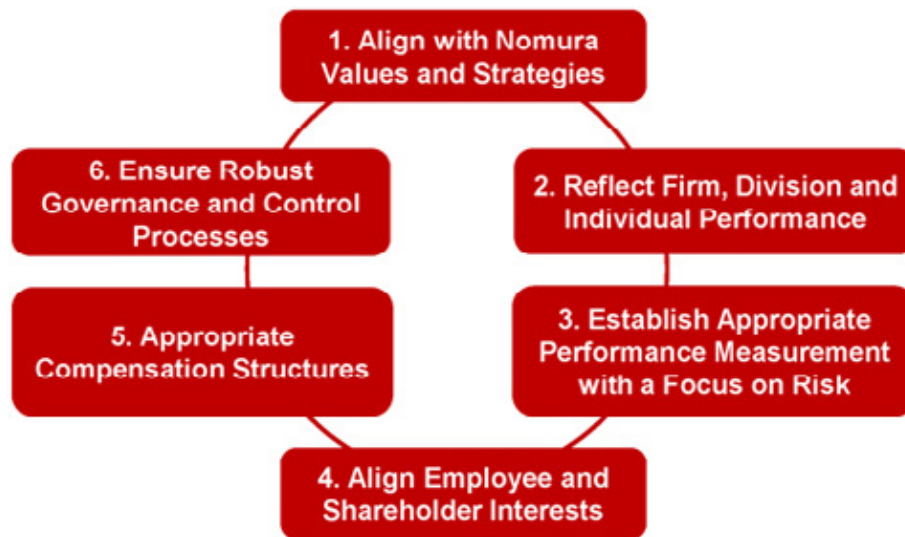 1. Align with Nomura
Values and Strategies
2. Reflect Firm, Division and
Individual Performance
3. Establish Appropriate
Performance Measurement
with a Focus on Risk
4. Align Employee and
Shareholder Interests
5. Appropriate
Compensation Structures
6. Ensure Robust
Governance and Control
Processes